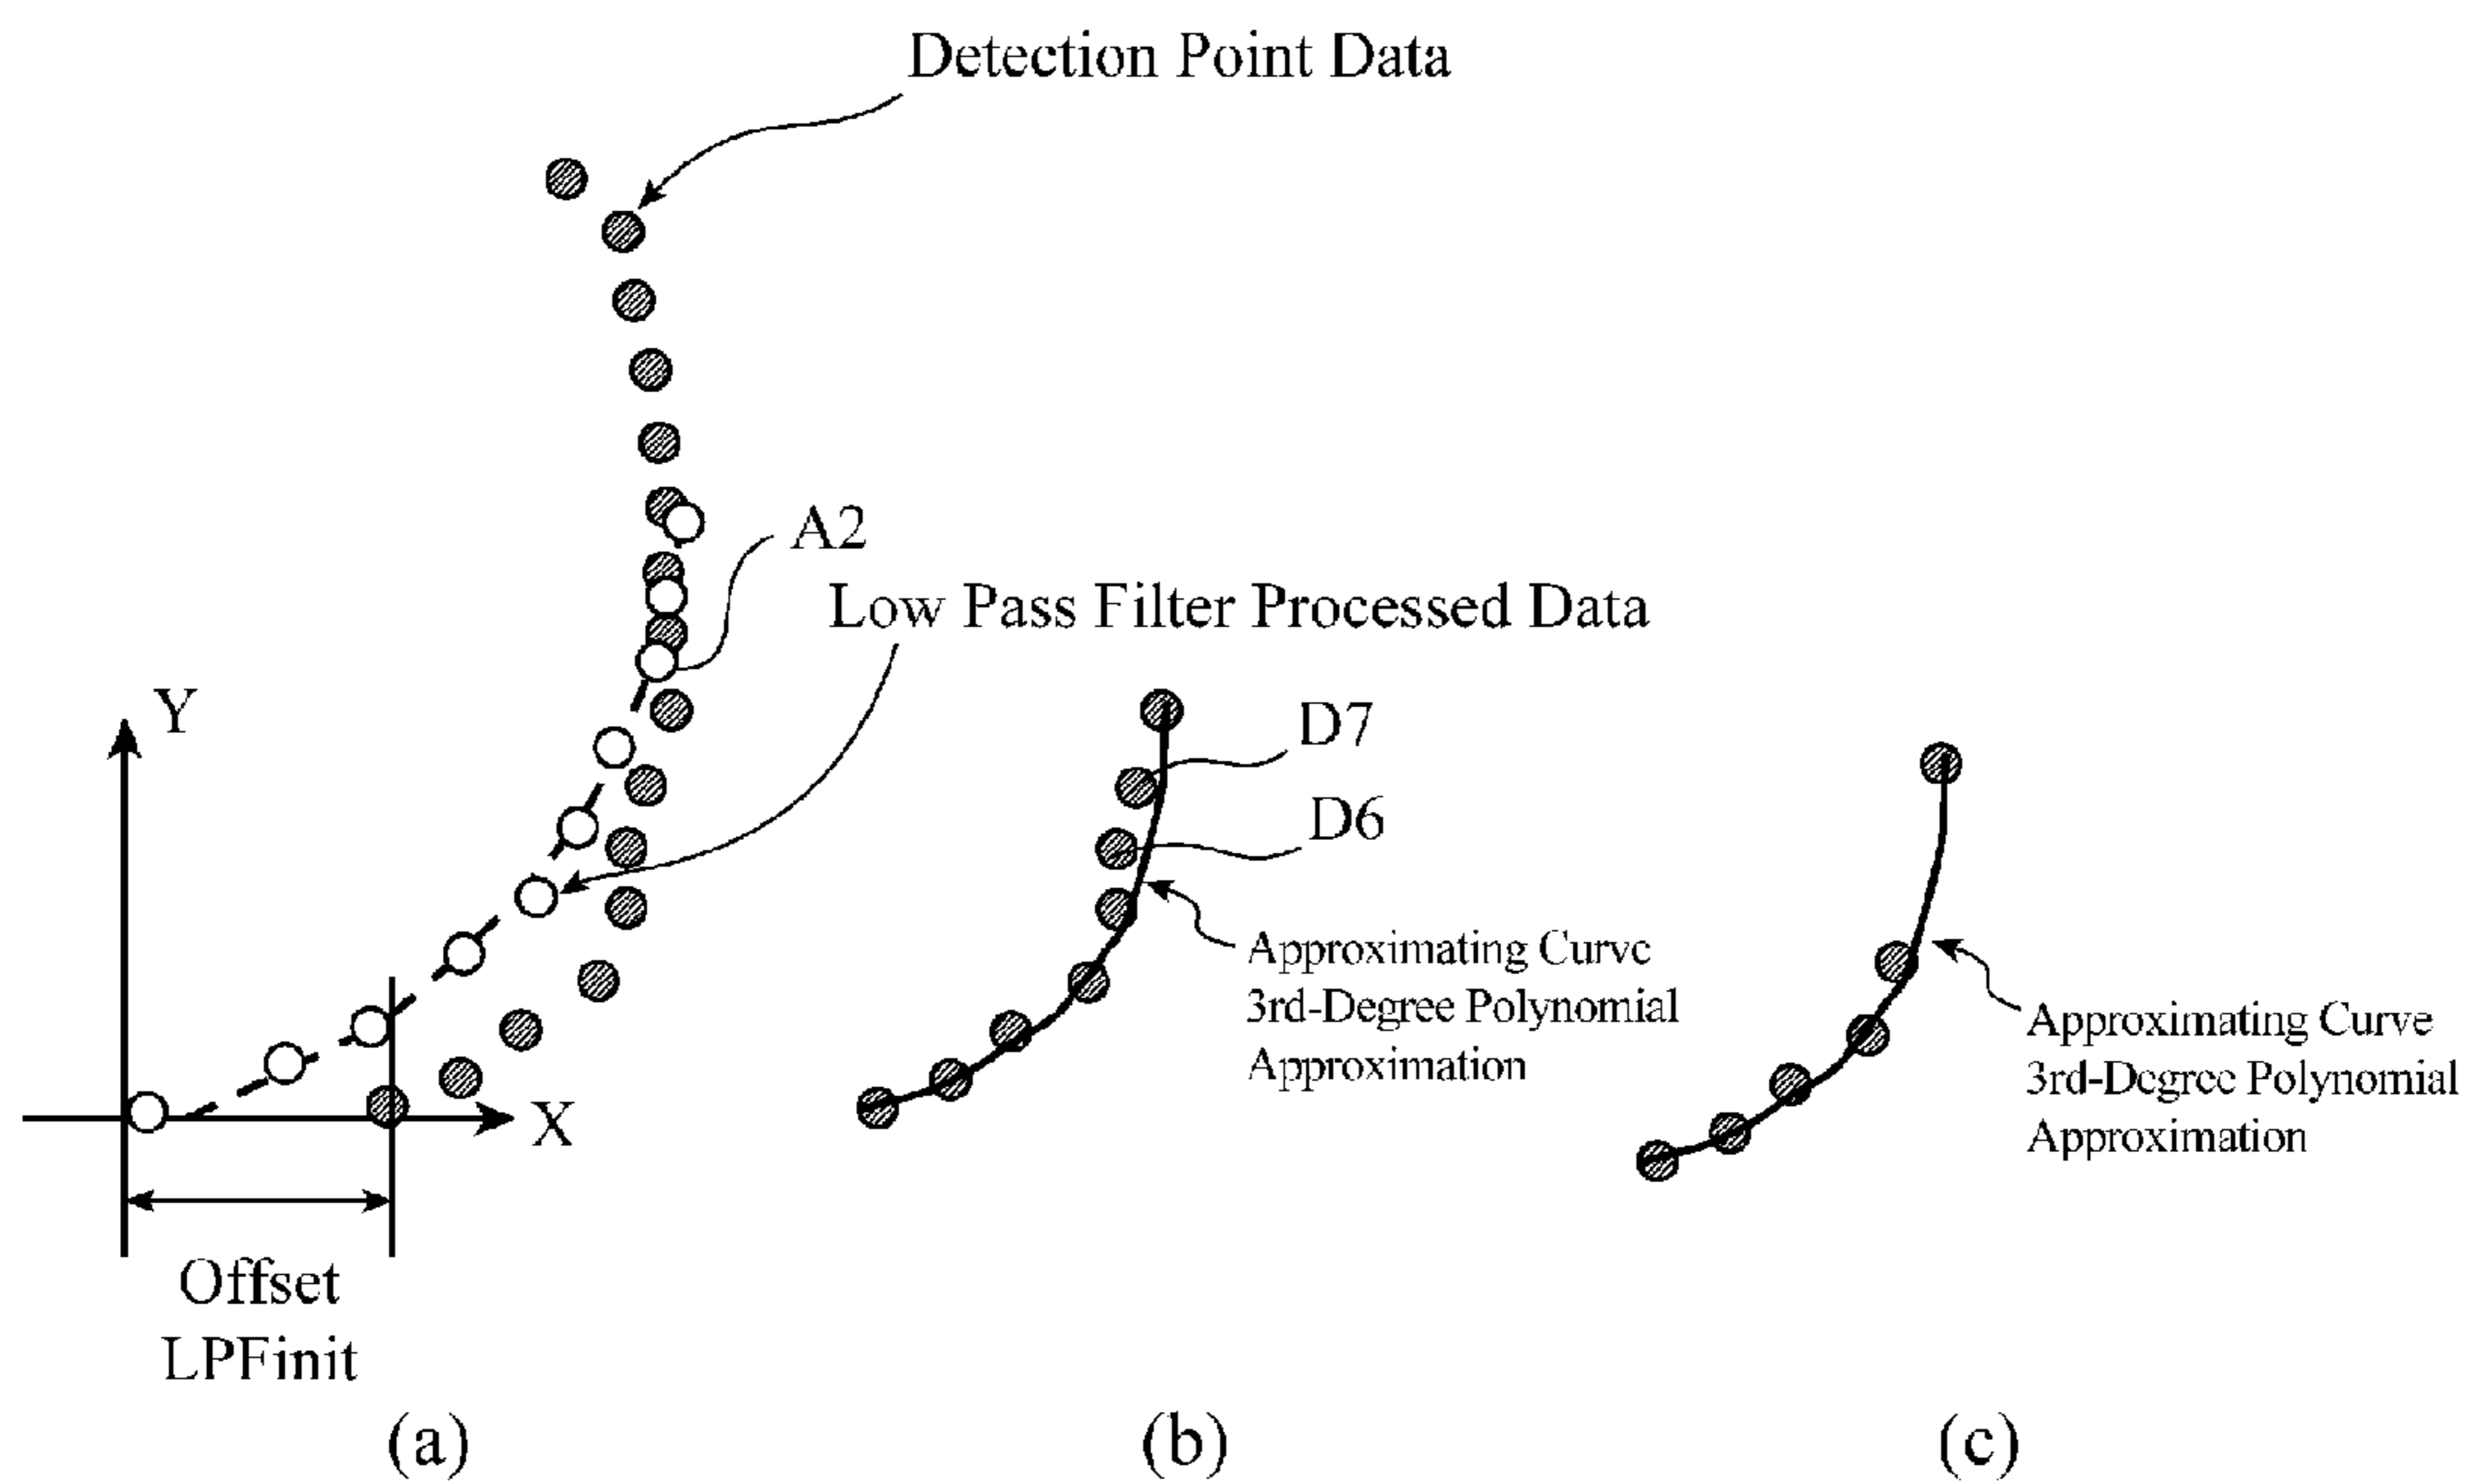 Detection Point Data
A2
Low Pass Filter Processed Data
Y
X
Offset
LPFinit
D7
D6
Approximating Curve
3rd-Degree Polynomial
Approximation
Approximating Curve
3rd-Degree Polynomial
Approximation
(a)
(b)
(c)